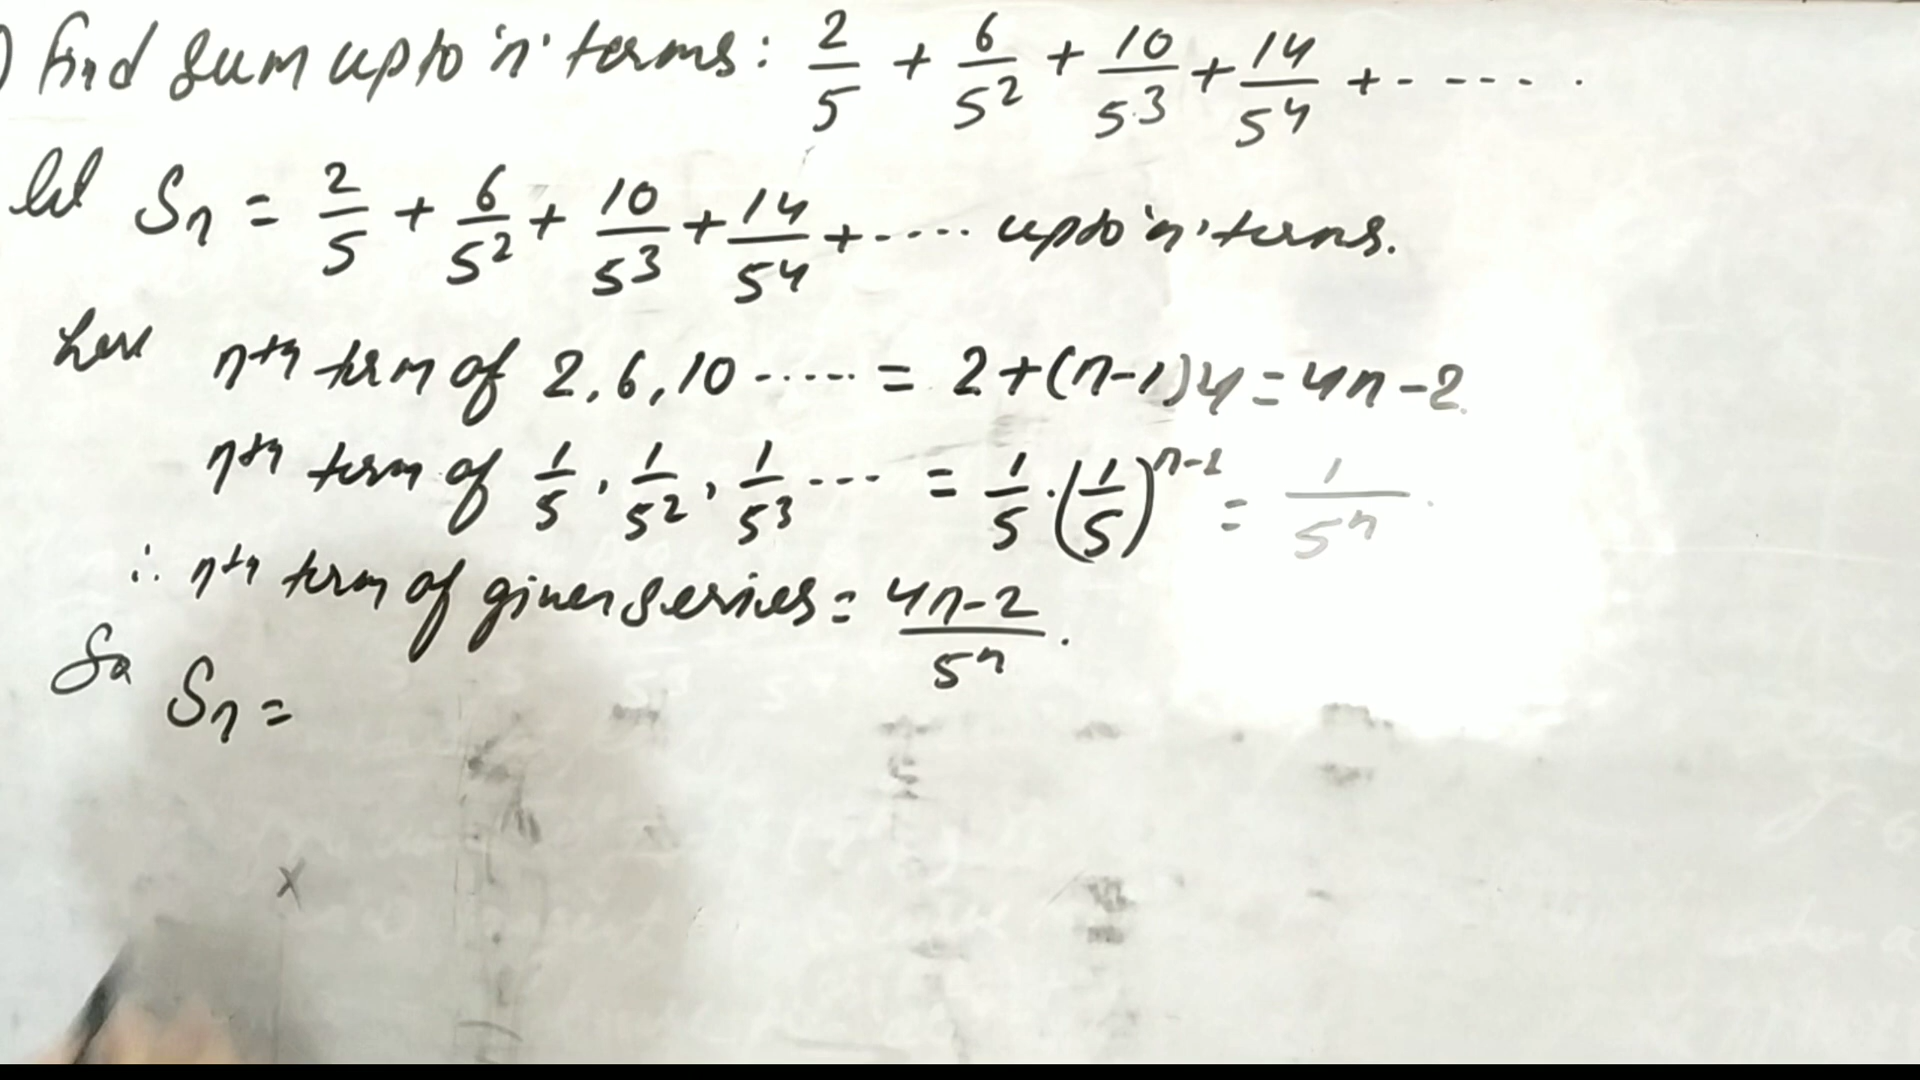 ) Find sum upto 'n' terms: 2/5 + 6/5² + 10/5³ + 14/5⁴ + - - - - - .
let Sn = 2/5 + 6/5² + 10/5³ + 14/5⁴ + ..... upto 'n' terms.
here nth term of 2, 6, 10 ...... = 2+(n-1)4 = 4n-2
nth term of 1/5, 1/5², 1/5³ ---- = 1/5 . (1/5)ⁿ⁻¹ = 1/5ⁿ
∴ nth term of given series = 4n-2/5ⁿ .
So Sn =
x